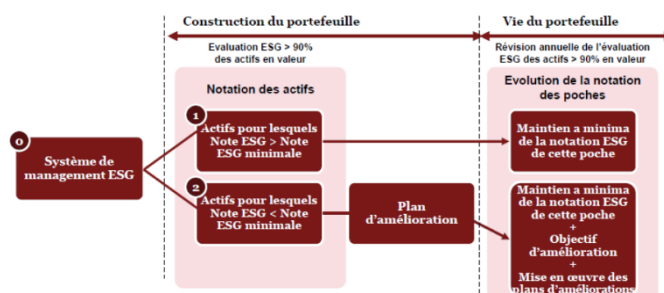 Construction du portefeuille
Vie du portefeuille
Evaluation ESG > 90%
des actifs en valeur
Révision annuelle de l'évaluation
ESG des actifs > 90% en valeur
Notation des actifs
Evolution de la notation
des poches
0
Système de
management ESG
1
Actifs pour lesquels
Note ESG > Note
ESG minimale
Maintien a minima
de la notation ESG
de cette poche
2
Actifs pour lesquels
Note ESG < Note
ESG minimale
Plan
d'amélioration
Maintien a minima
de la notation ESG
de cette poche
+
Objectif
d'amélioration
+
Mise en œuvre des
plans d'améliorations